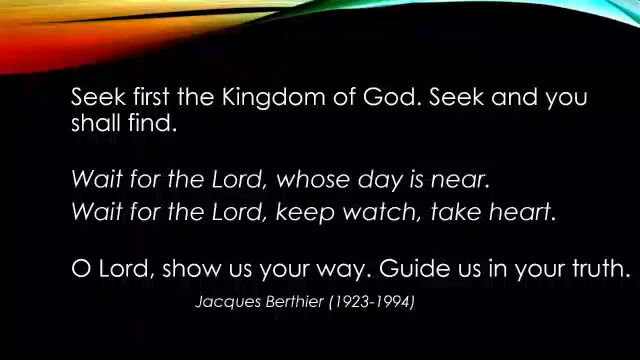 Seek first the Kingdom of God. Seek and you
shall find.
Wait for the Lord, whose day is near.
Wait for the Lord, keep watch, take heart.
O Lord, show us your way. Guide us in your truth.
Jacques Berthier (1923-1994)